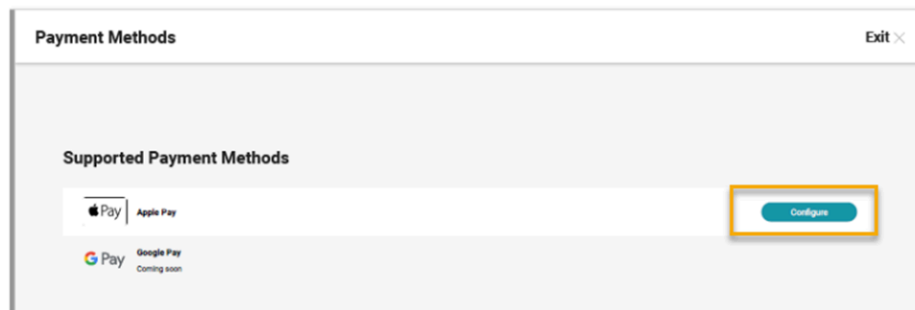 Payment Methods
Exit
Supported Payment Methods
Pay
Apple Pay
Configure
G Pay
Google Pay
Coming soon